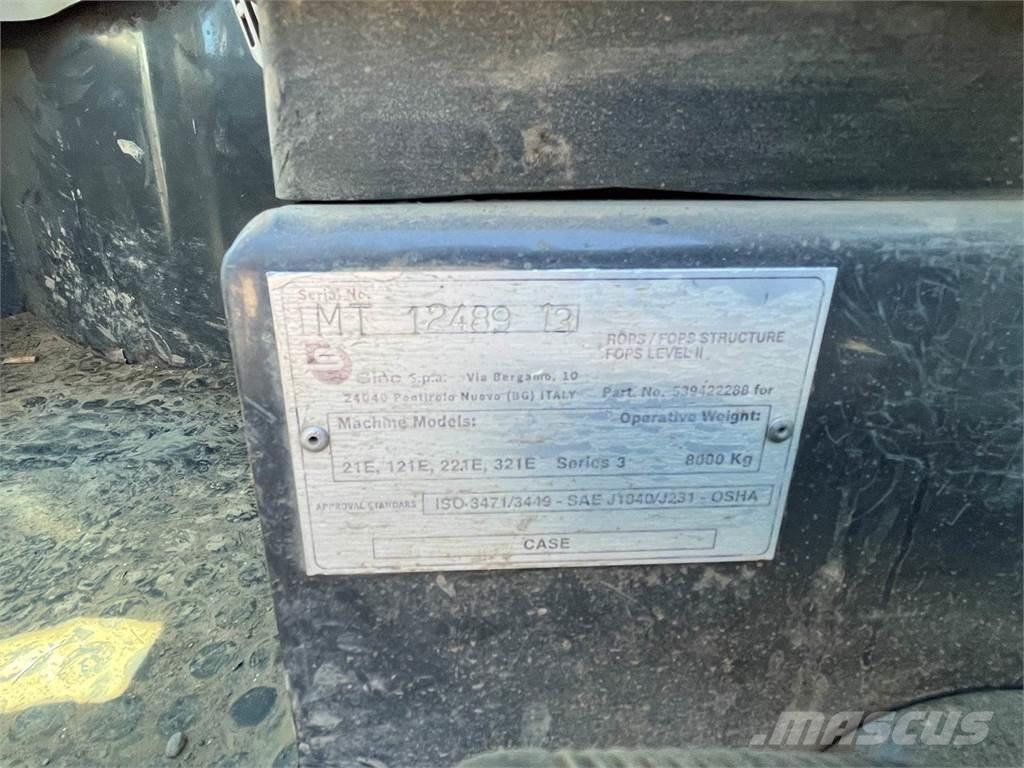 Serial No.
MT 12489 13
ROPS / FOPS STRUCTURE
FOPS LEVEL II
S.p.a. Via Bergamo, 10
24040 Pontirolo Nuovo (BG) ITALY Part. No. 539422288 for
Machine Models: Operative Weight:
21E, 121E, 221E, 321E Series 3 8000 Kg
APPROVAL STANDARS ISO-3471/3449 - SAE J1040/J231 - OSHA
CASE
MASCUS